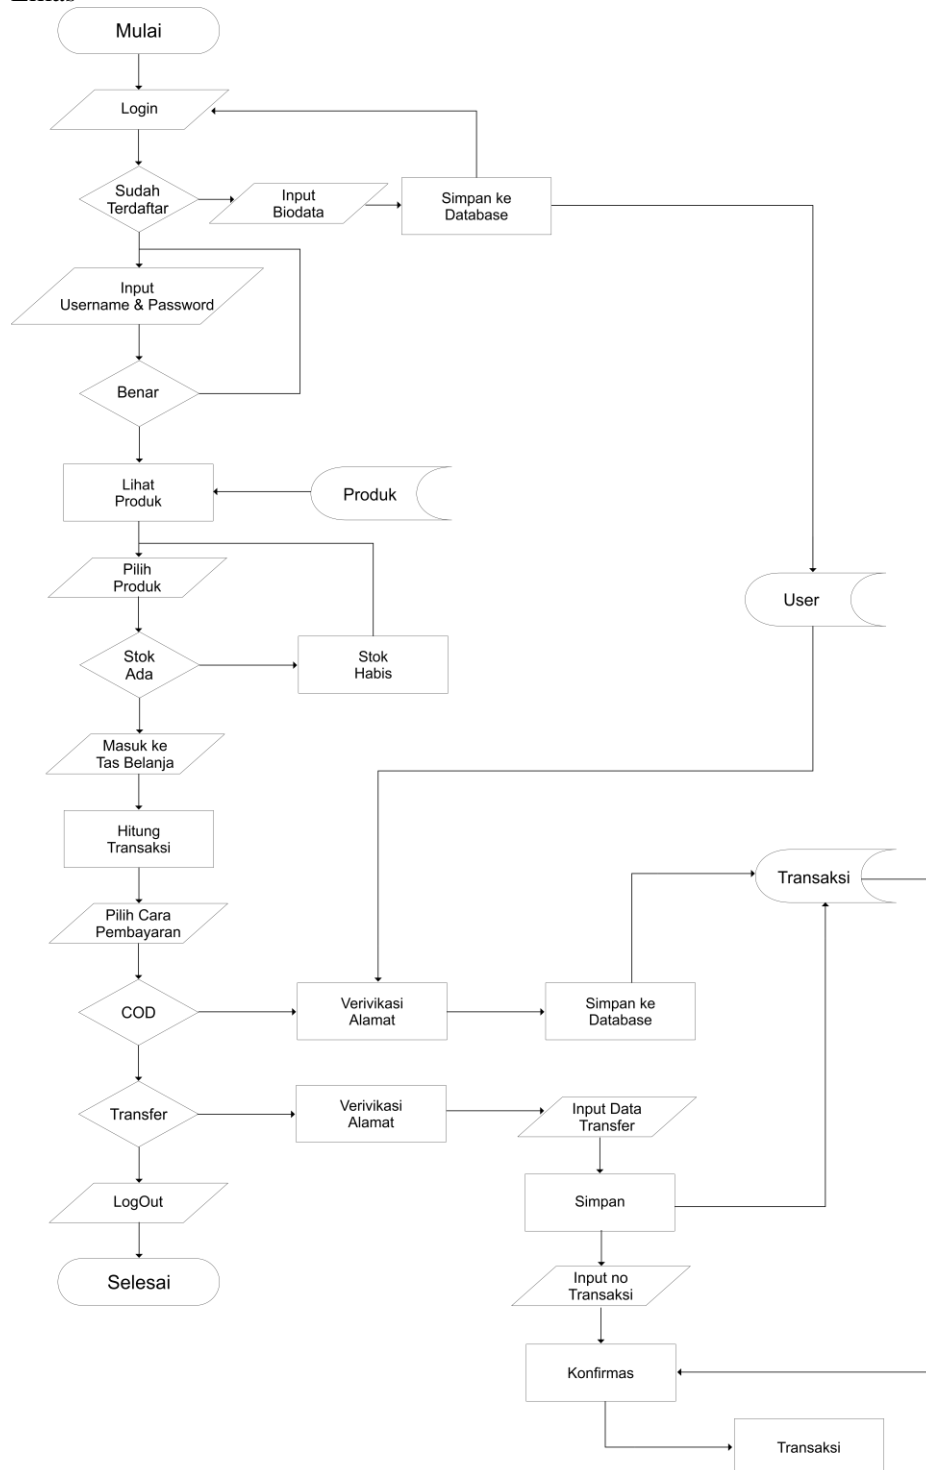 Mulai
Login
Sudah
Terdaftar
Input
Biodata
Simpan ke
Database
Input
Username & Password
Benar
Lihat
Produk
Produk
Pilih
Produk
User
Stok
Ada
Stok
Habis
Masuk ke
Tas Belanja
Hitung
Transaksi
Transaksi
Pilih Cara
Pembayaran
COD
Verivikasi
Alamat
Simpan ke
Database
Transfer
Verivikasi
Alamat
Input Data
Transfer
LogOut
Simpan
Selesai
Input no
Transaksi
Konfirmas
Transaksi